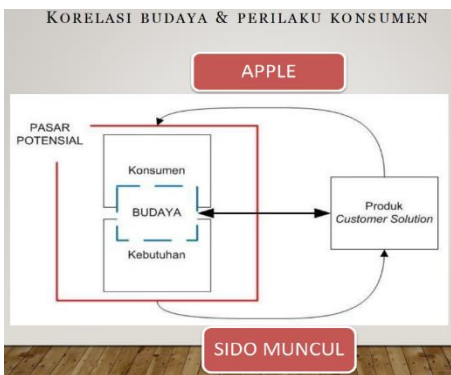 KORELASI BUDAYA & PERILAKU KONSUMEN
APPLE
PASAR
POTENSIAL
Konsumen
BUDAYA
Kebutuhan
Produk
Customer Solution
SIDO MUNCUL